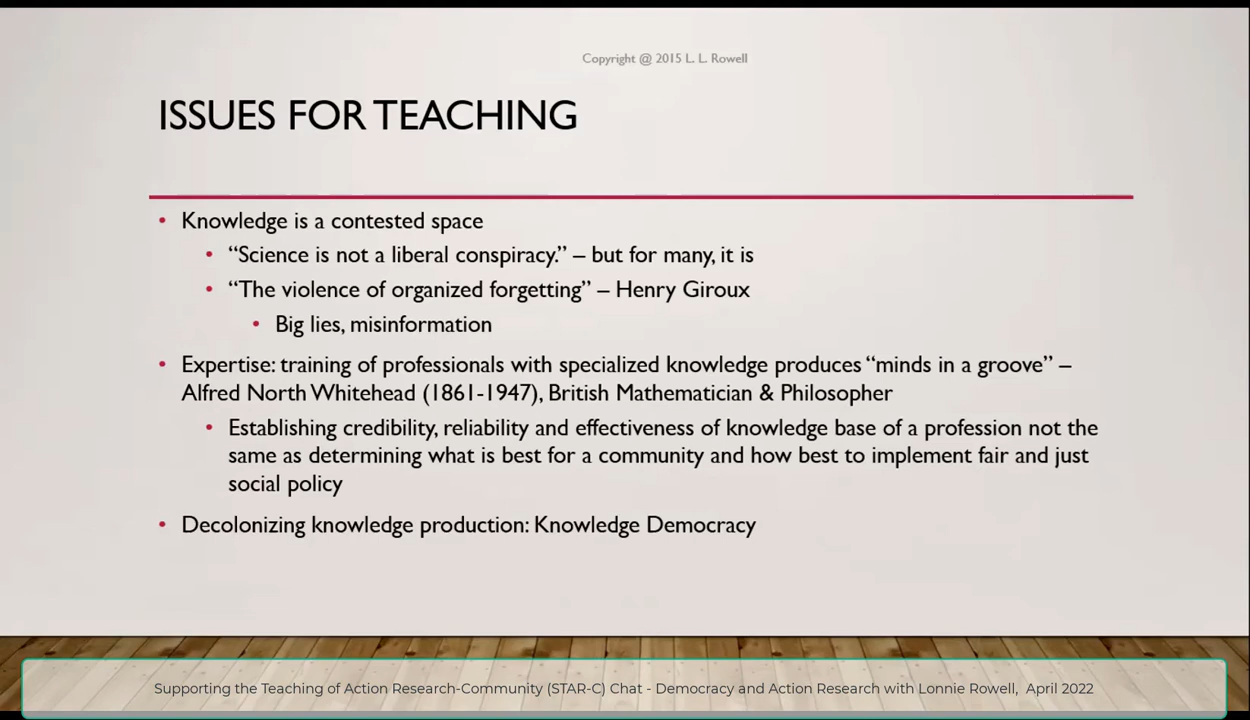 Copyright @ 2015 L. L. Rowell
ISSUES FOR TEACHING
• Knowledge is a contested space
• “Science is not a liberal conspiracy.” – but for many, it is
• “The violence of organized forgetting” – Henry Giroux
• Big lies, misinformation
• Expertise: training of professionals with specialized knowledge produces “minds in a groove” –
Alfred North Whitehead (1861-1947), British Mathematician & Philosopher
• Establishing credibility, reliability and effectiveness of knowledge base of a profession not the
same as determining what is best for a community and how best to implement fair and just
social policy
• Decolonizing knowledge production: Knowledge Democracy
Supporting the Teaching of Action Research-Community (STAR-C) Chat - Democracy and Action Research with Lonnie Rowell, April 2022